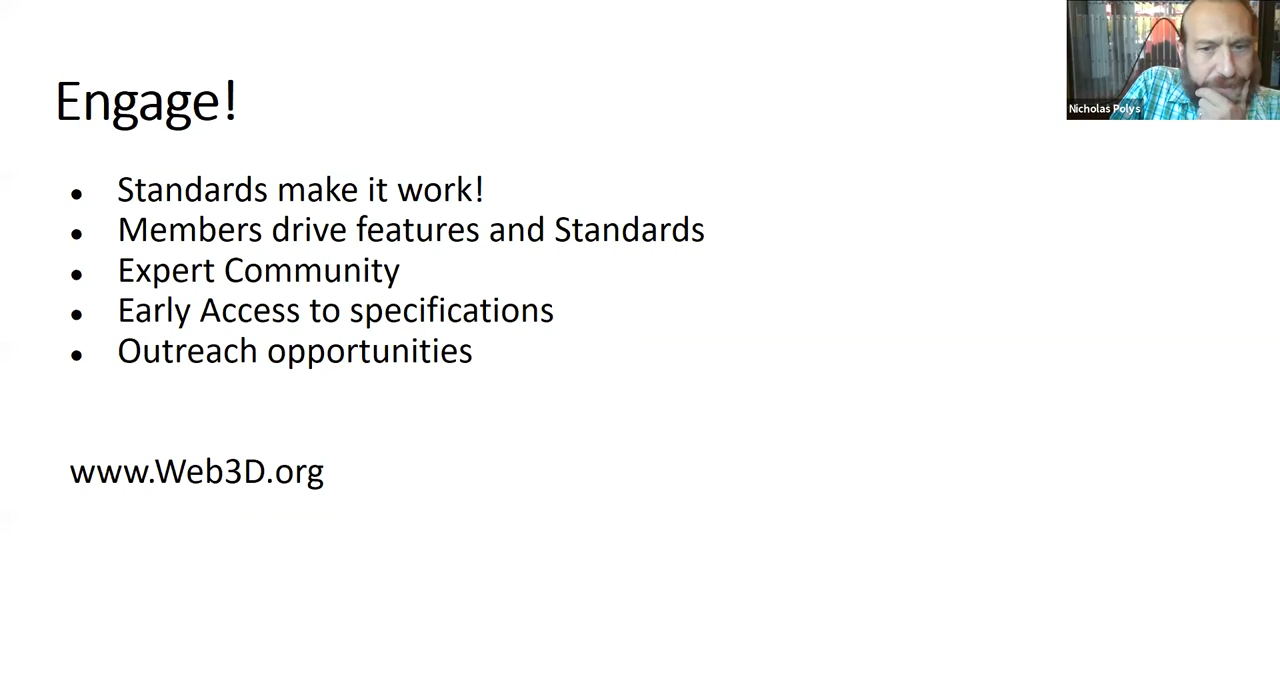 Engage!
Nicholas Polys
• Standards make it work!
• Members drive features and Standards
• Expert Community
• Early Access to specifications
• Outreach opportunities
www.Web3D.org